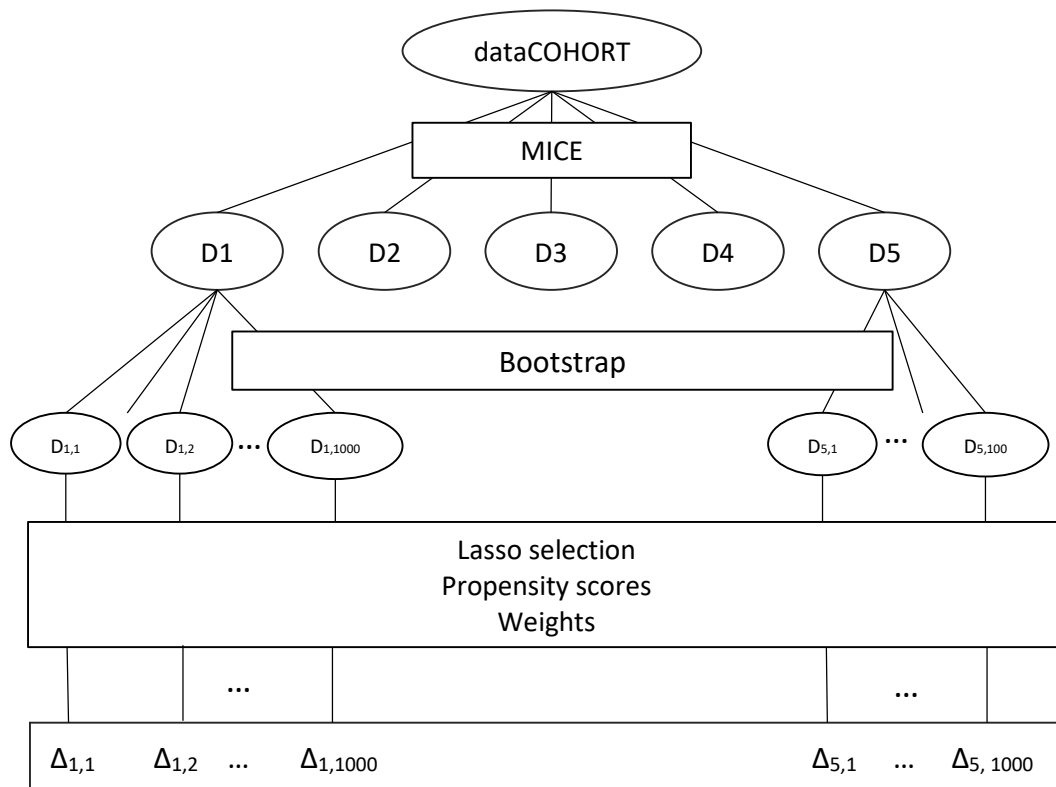 dataCOHORT
MICE
D1 D2 D3 D4 D5
Bootstrap
D1,1 D1,2 ... D1,1000 D5,1 ... D5,100
Lasso selection
Propensity scores
Weights
... ...
Δ1,1 Δ1,2 ... Δ1,1000 Δ5,1 ... Δ5, 1000